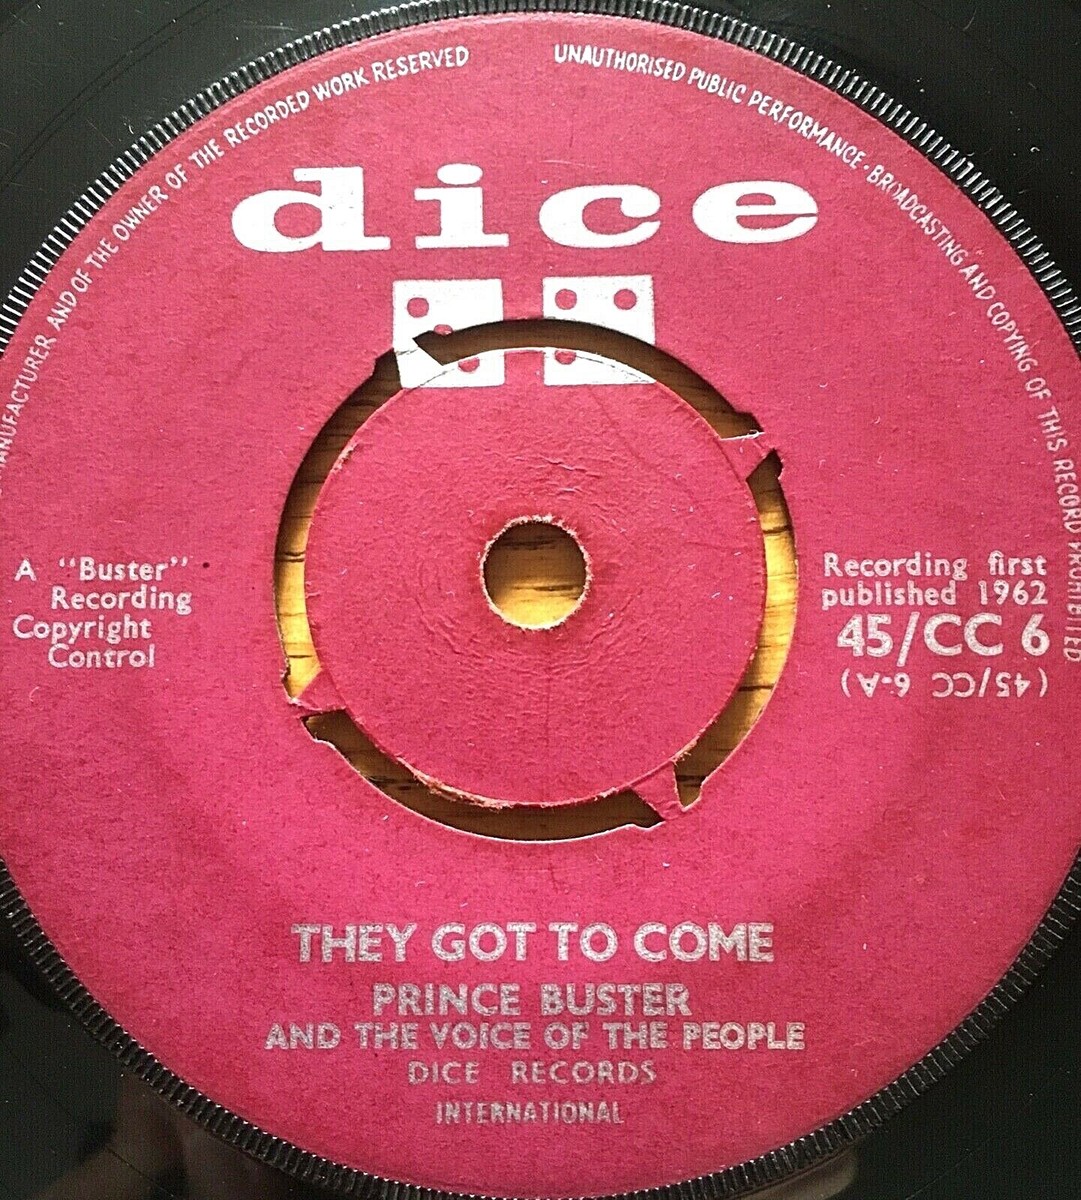 MANUFACTURER AND OF THE OWNER OF THE RECORDED WORK RESERVED
UNAUTHORISED PUBLIC PERFORMANCE · BROADCASTING AND COPYING OF THIS RECORD PROHIBITED
dice
A “Buster”
Recording
Copyright
Control
Recording first
published 1962
45/CC 6
(45/CC 6-A)
THEY GOT TO COME
PRINCE BUSTER
AND THE VOICE OF THE PEOPLE
DICE RECORDS
INTERNATIONAL